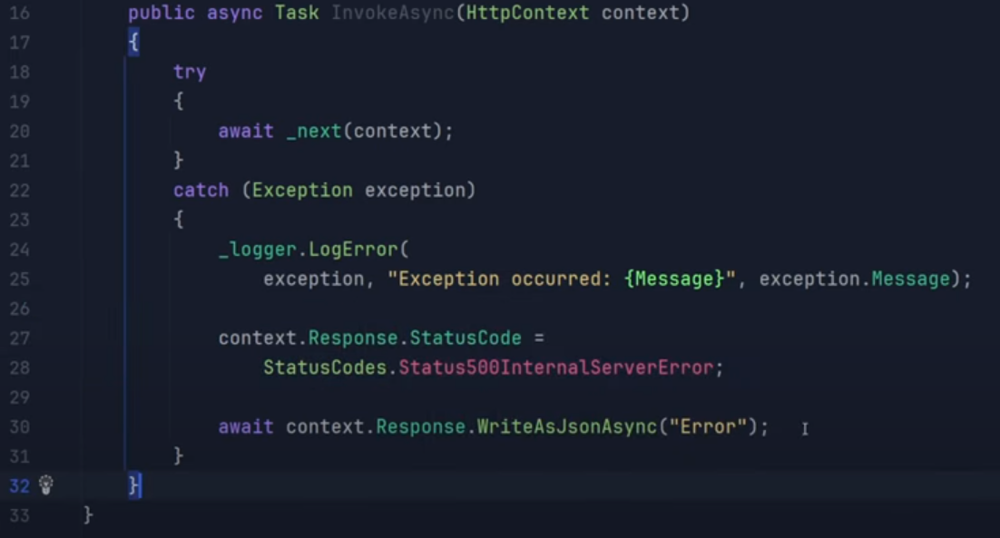 16 public async Task InvokeAsync(HttpContext context)
17 {
18 try
19 {
20 await _next(context);
21 }
22 catch (Exception exception)
23 {
24 _logger.LogError(
25 exception, "Exception occurred: {Message}", exception.Message);
26
27 context.Response.StatusCode =
28 StatusCodes.Status500InternalServerError;
29
30 await context.Response.WriteAsJsonAsync("Error");
31 }
32 }
33 }